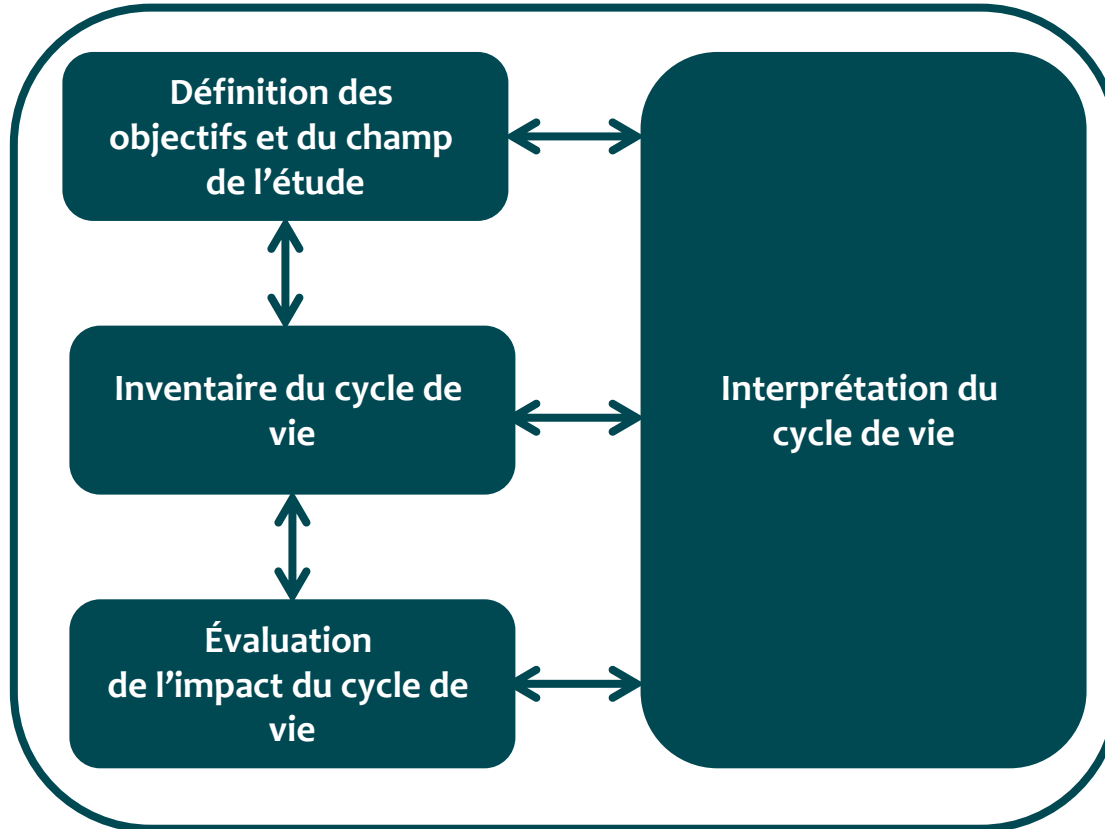 Définition des
objectifs et du champ
de l’étude
Inventaire du cycle de
vie
Évaluation
de l’impact du cycle de
vie
Interprétation du
cycle de vie